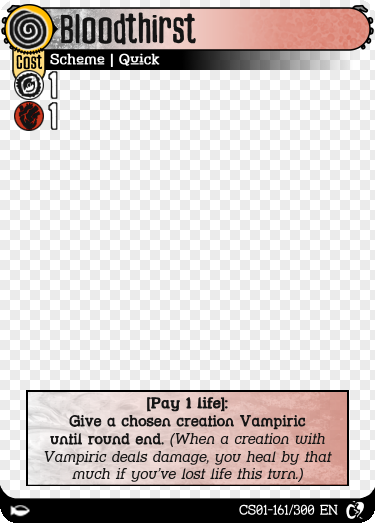 Bloodthirst
COST
Scheme | Quick
1
1
[Pay 1 life]:
Give a chosen creation Vampiric
until round end. (When a creation with
Vampiric deals damage, you heal by that
much if you've lost life this turn.)
CS01-161/300 EN